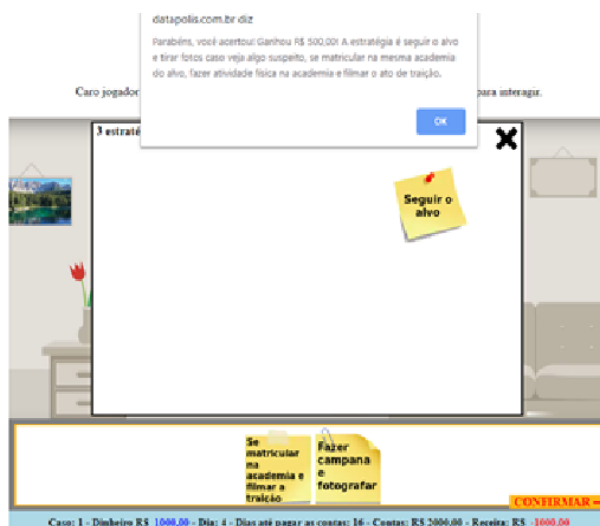 datapolis.com.br diz
Parabéns, você acertou! Ganhou R$ 500,00! A estratégia é seguir o alvo
e tirar fotos caso veja algo suspeito, se matricular na mesma academia
do alvo, fazer atividade física na academia e filmar o ato de traição.
OK
Caro jogador
para interagir.
3 estraté
Seguir o
alvo
Se
matricular
na
academia e
filmar a
traição
Fazer
campana
e
fotografar
CONFIRMAR
Caso: 1 - Dinheiro R$ 1000,00 - Dia: 4 - Dias até pagar as contas: 16 - Contas: R$ 2000,00 - Receita: R$ -1000,00